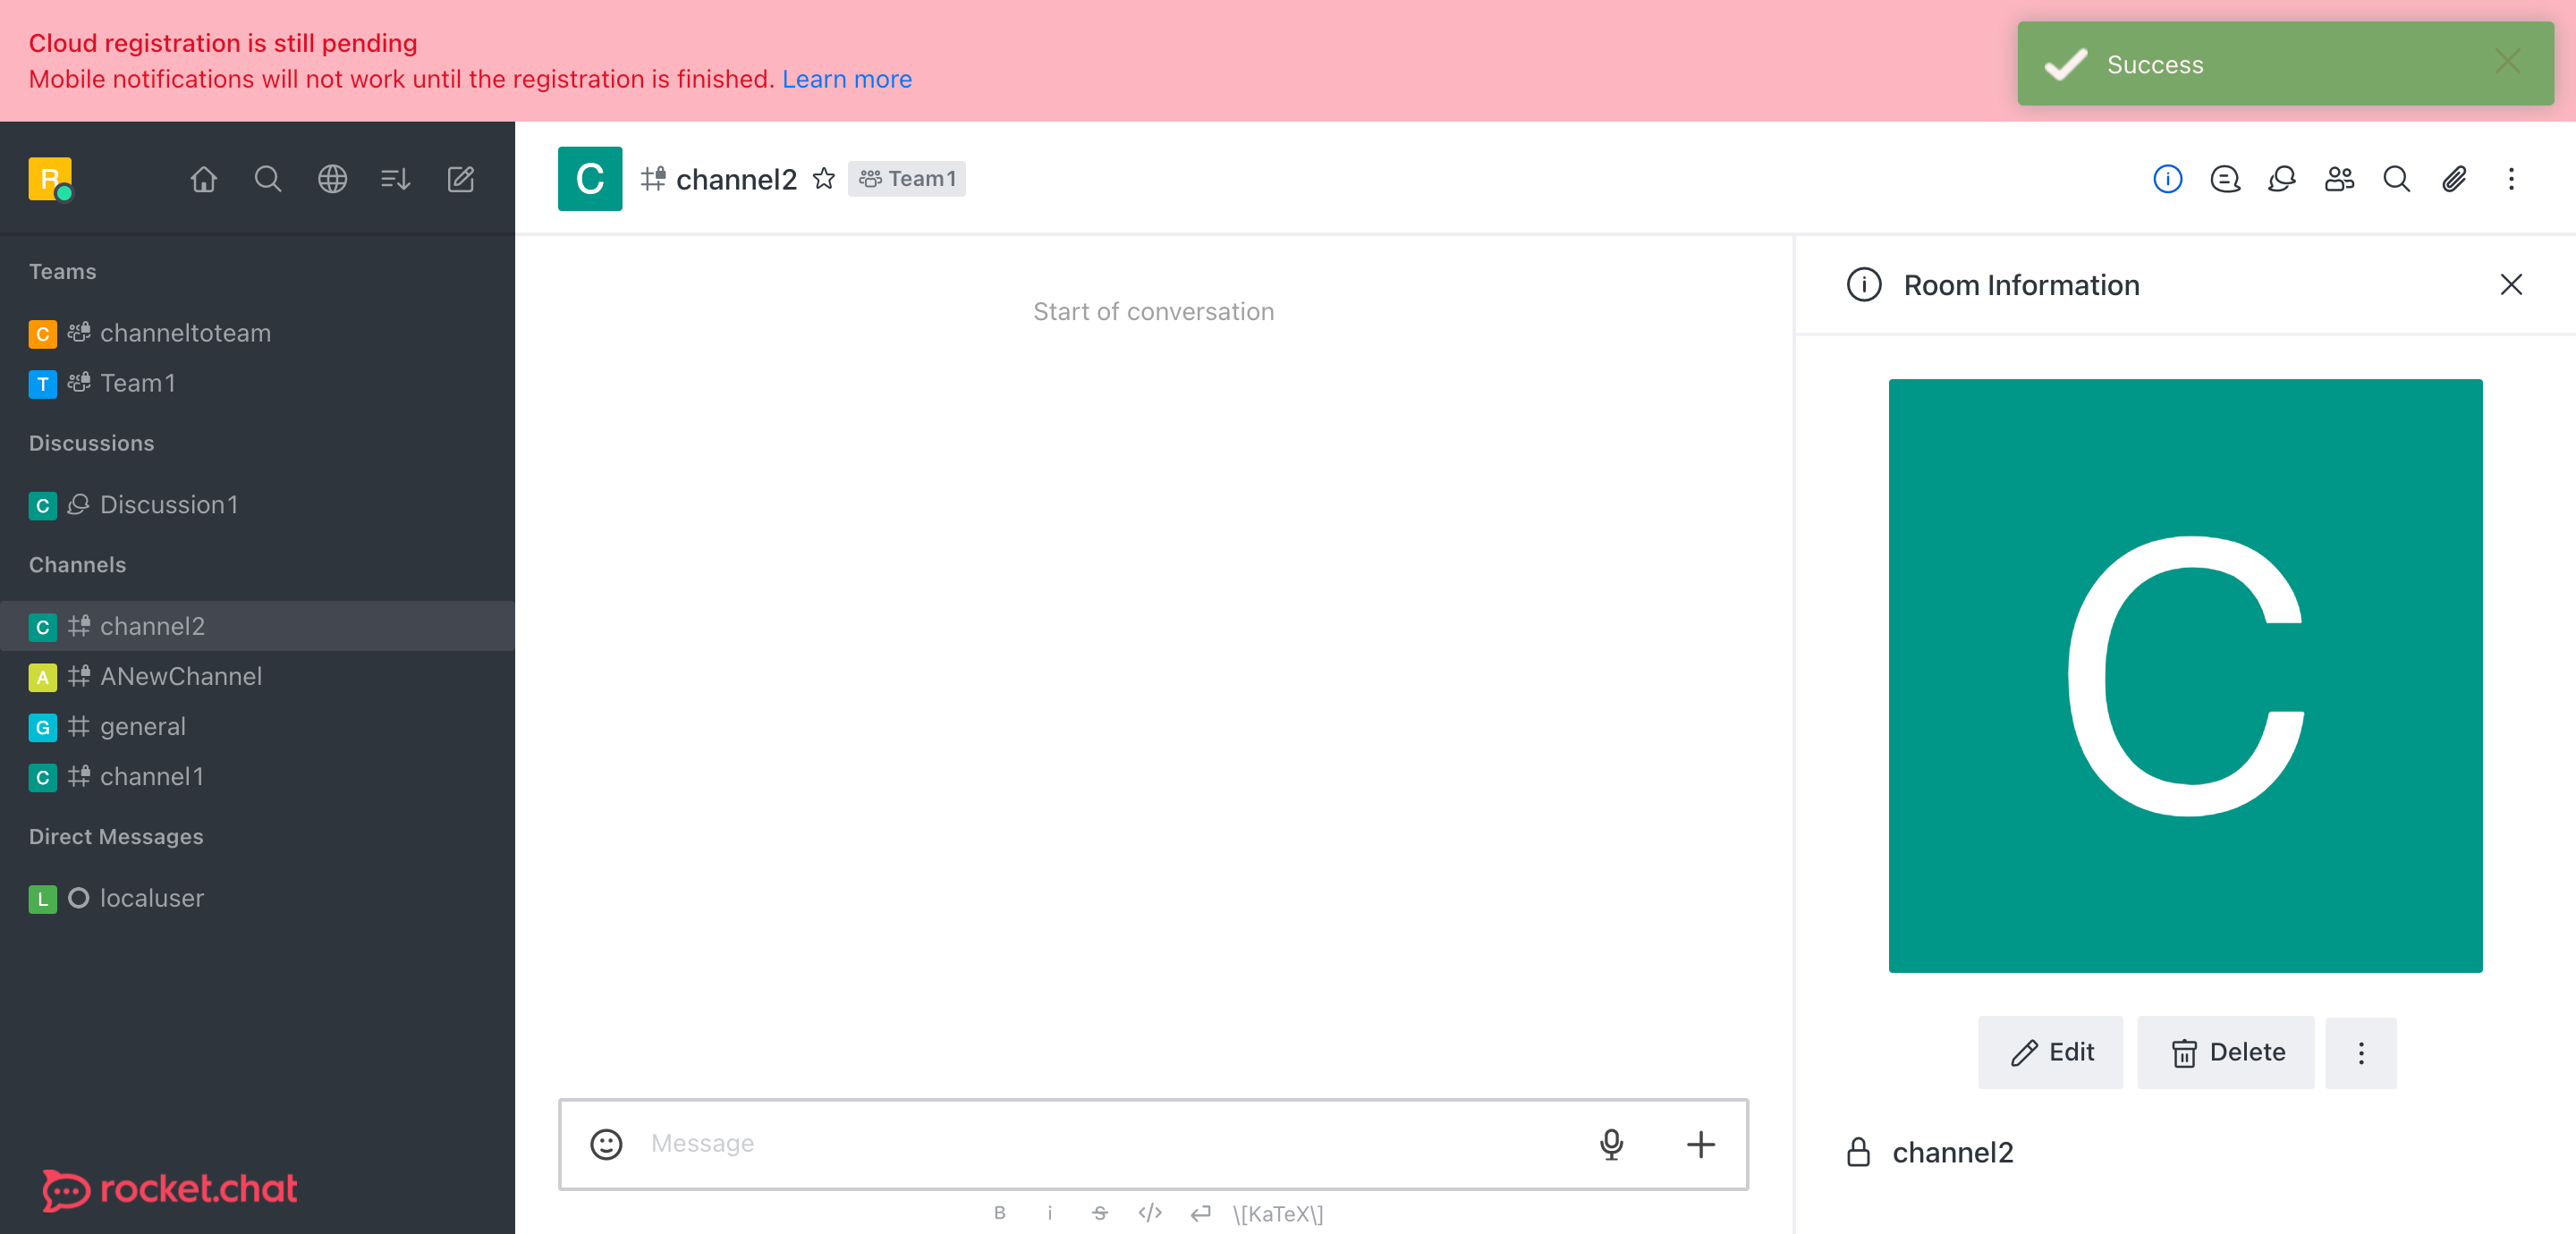 Cloud registration is still pending
Mobile notifications will not work until the registration is finished. Learn more
Success
R
C channel2 Team1
Teams
C channeltoteam
T Team1
Discussions
C Discussion1
Channels
C channel2
A ANewChannel
G general
C channel1
Direct Messages
L localuser
rocket.chat
Start of conversation
Message
B i S </> \[KaTeX\]
Room Information
C
Edit Delete
channel2